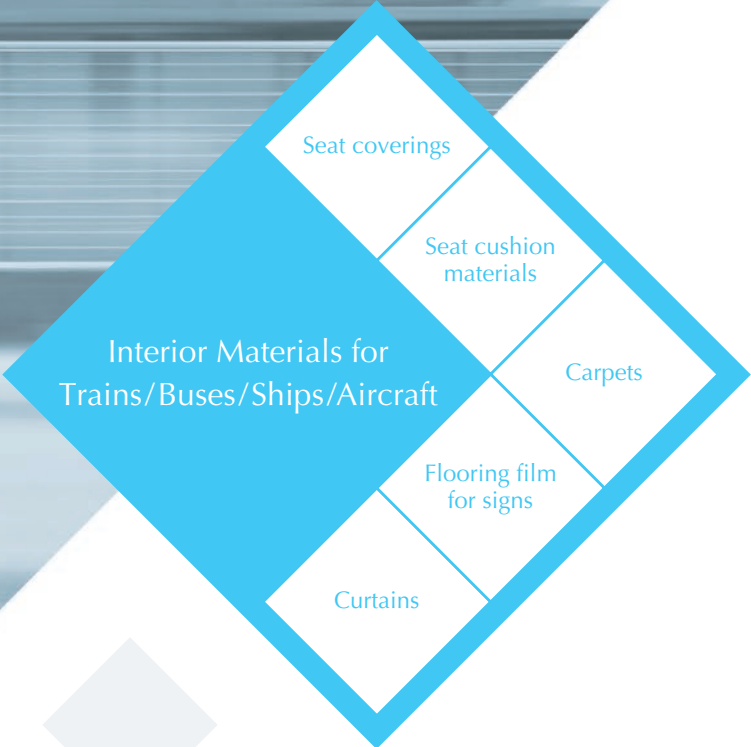 Seat coverings
Seat cushion
materials
Interior Materials for
Trains/Buses/Ships/Aircraft
Carpets
Flooring film
for signs
Curtains